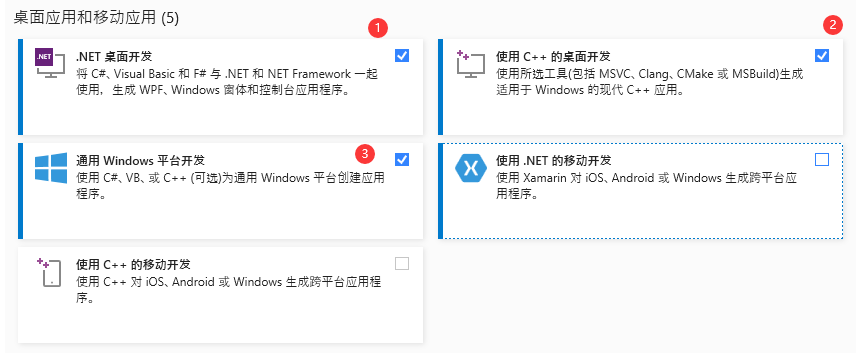 桌面应用和移动应用 (5)
1
2
.NET
.NET 桌面开发
将 C#、Visual Basic 和 F# 与 .NET 和 NET Framework 一起
使用，生成 WPF、Windows 窗体和控制台应用程序。
使用 C++ 的桌面开发
使用所选工具(包括 MSVC、Clang、CMake 或 MSBuild)生成
适用于 Windows 的现代 C++ 应用。
3
通用 Windows 平台开发
使用 C#、VB、或 C++ (可选)为通用 Windows 平台创建应用
程序。
使用 .NET 的移动开发
使用 Xamarin 对 iOS、Android 或 Windows 生成跨平台应
用程序。
使用 C++ 的移动开发
使用 C++ 对 iOS、Android 或 Windows 生成跨平台应用程
序。